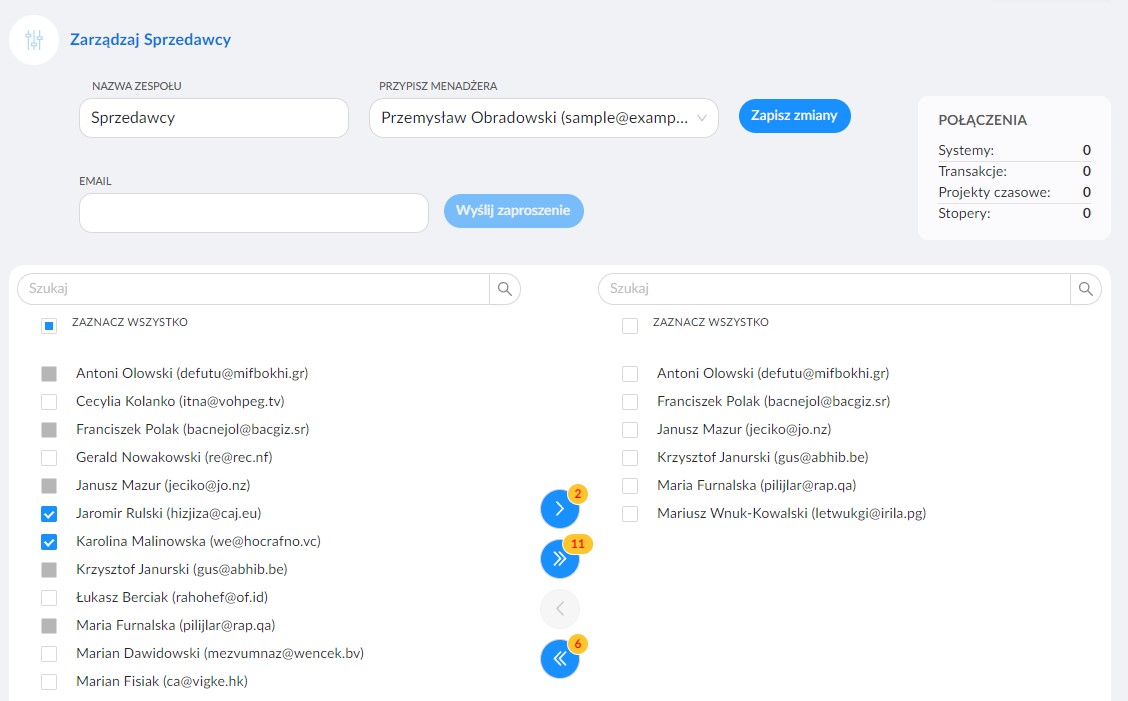 Zarządzaj Sprzedawcy
NAZWA ZESPOŁU
PRZYPISZ MENADŻERA
Sprzedawcy
Przemysław Obradowski (sample@examp...
Zapisz zmiany
POŁĄCZENIA
Systemy: 0
Transakcje: 0
Projekty czasowe: 0
Stopery: 0
EMAIL
Wyślij zaproszenie
Szukaj
ZAZNACZ WSZYSTKO
Antoni Olowski (defutu@mifbokhi.gr)
Cecylia Kolanko (itna@vohpeg.tv)
Franciszek Polak (bacnejol@bacgiz.sr)
Gerald Nowakowski (re@rec.nf)
Janusz Mazur (jeciko@jo.nz)
Jaromir Rulski (hizjiza@caj.eu)
Karolina Malinowska (we@hocrafno.vc)
Krzysztof Janurski (gus@abhib.be)
Łukasz Berciak (rahohef@of.id)
Maria Furnalska (pilijlar@rap.qa)
Marian Dawidowski (mezvumnaz@wencek.bv)
Marian Fisiak (ca@vigke.hk)
2
11
6
Szukaj
ZAZNACZ WSZYSTKO
Antoni Olowski (defutu@mifbokhi.gr)
Franciszek Polak (bacnejol@bacgiz.sr)
Janusz Mazur (jeciko@jo.nz)
Krzysztof Janurski (gus@abhib.be)
Maria Furnalska (pilijlar@rap.qa)
Mariusz Wnuk-Kowalski (letwukgi@irila.pg)